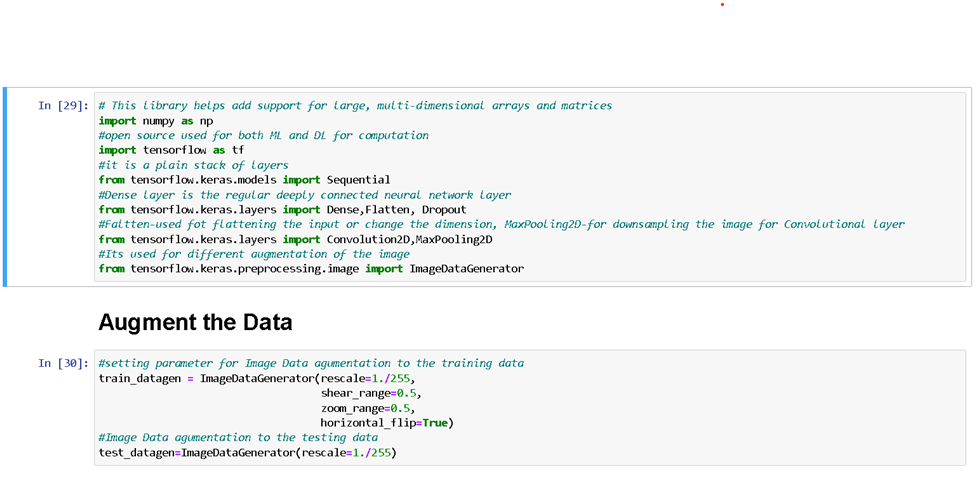 In [29]: # This library helps add support for large, multi-dimensional arrays and matrices
import numpy as np
#open source used for both ML and DL for computation
import tensorflow as tf
#it is a plain stack of layers
from tensorflow.keras.models import Sequential
#Dense layer is the regular deeply connected neural network layer
from tensorflow.keras.layers import Dense,Flatten, Dropout
#Faltten-used fot flattening the input or change the dimension, MaxPooling2D-for downsampling the image for Convolutional layer
from tensorflow.keras.layers import Convolution2D,MaxPooling2D
#Its used for different augmentation of the image
from tensorflow.keras.preprocessing.image import ImageDataGenerator
Augment the Data
In [30]: #setting parameter for Image Data agumentation to the training data
train_datagen = ImageDataGenerator(rescale=1./255,
shear_range=0.5,
zoom_range=0.5,
horizontal_flip=True)
#Image Data agumentation to the testing data
test_datagen=ImageDataGenerator(rescale=1./255)